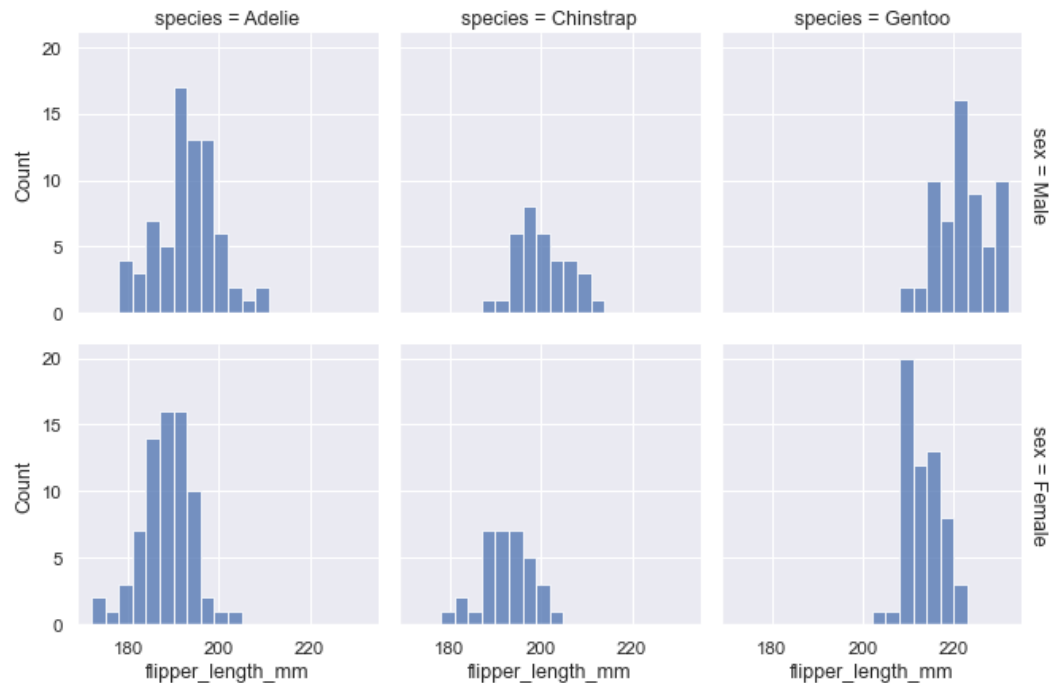 species = Adelie
species = Chinstrap
species = Gentoo
20
15
10
5
0
Count
sex = Male
20
15
10
5
0
Count
sex = Female
180 200 220
180 200 220
180 200 220
flipper_length_mm
flipper_length_mm
flipper_length_mm